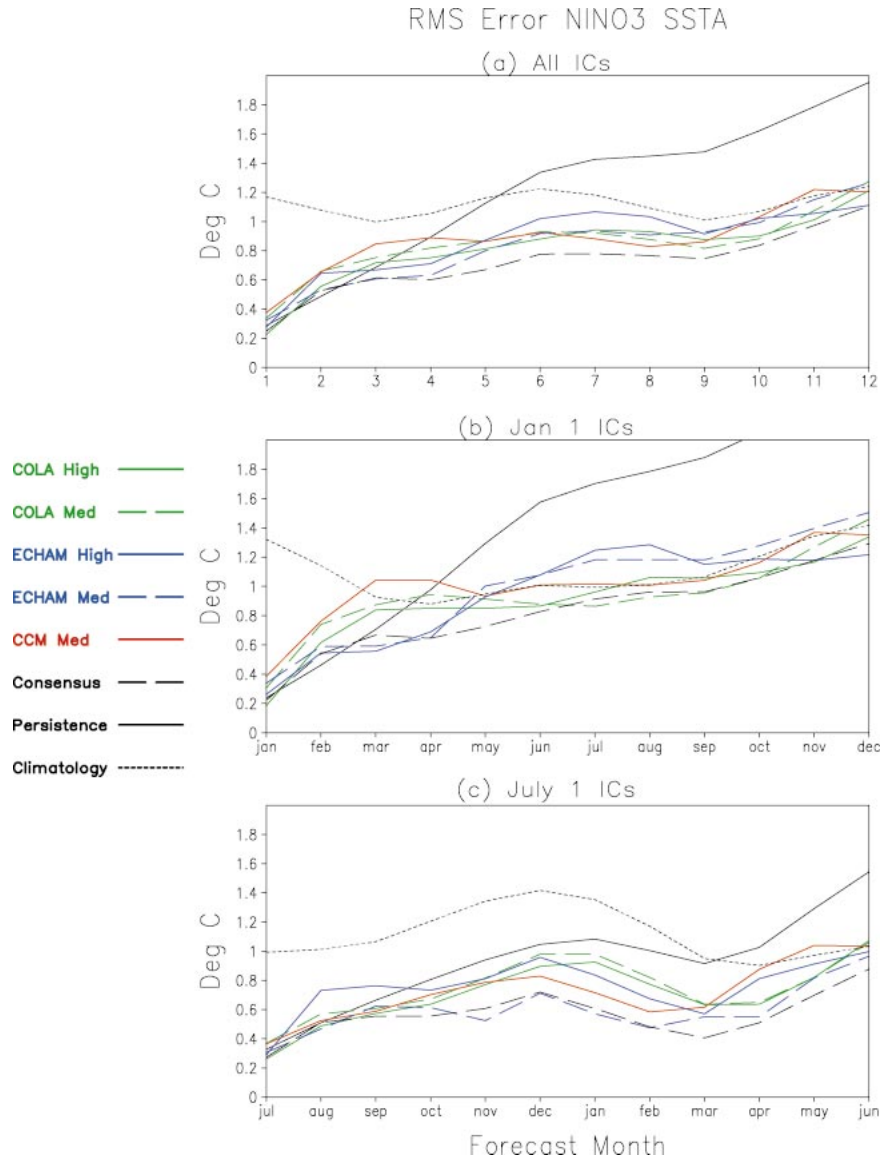 RMS Error NINO3 SSTA
(a) All ICs
Deg C
1.8
1.6
1.4
1.2
1
0.8
0.6
0.4
0.2
0
1 2 3 4 5 6 7 8 9 10 11 12
(b) Jan 1 ICs
Deg C
1.8
1.6
1.4
1.2
1
0.8
0.6
0.4
0.2
0
jan feb mar apr may jun jul aug sep oct nov dec
COLA High
COLA Med
ECHAM High
ECHAM Med
CCM Med
Consensus
Persistence
Climatology
(c) July 1 ICs
Deg C
1.8
1.6
1.4
1.2
1
0.8
0.6
0.4
0.2
0
jul aug sep oct nov dec jan feb mar apr may jun
Forecast Month